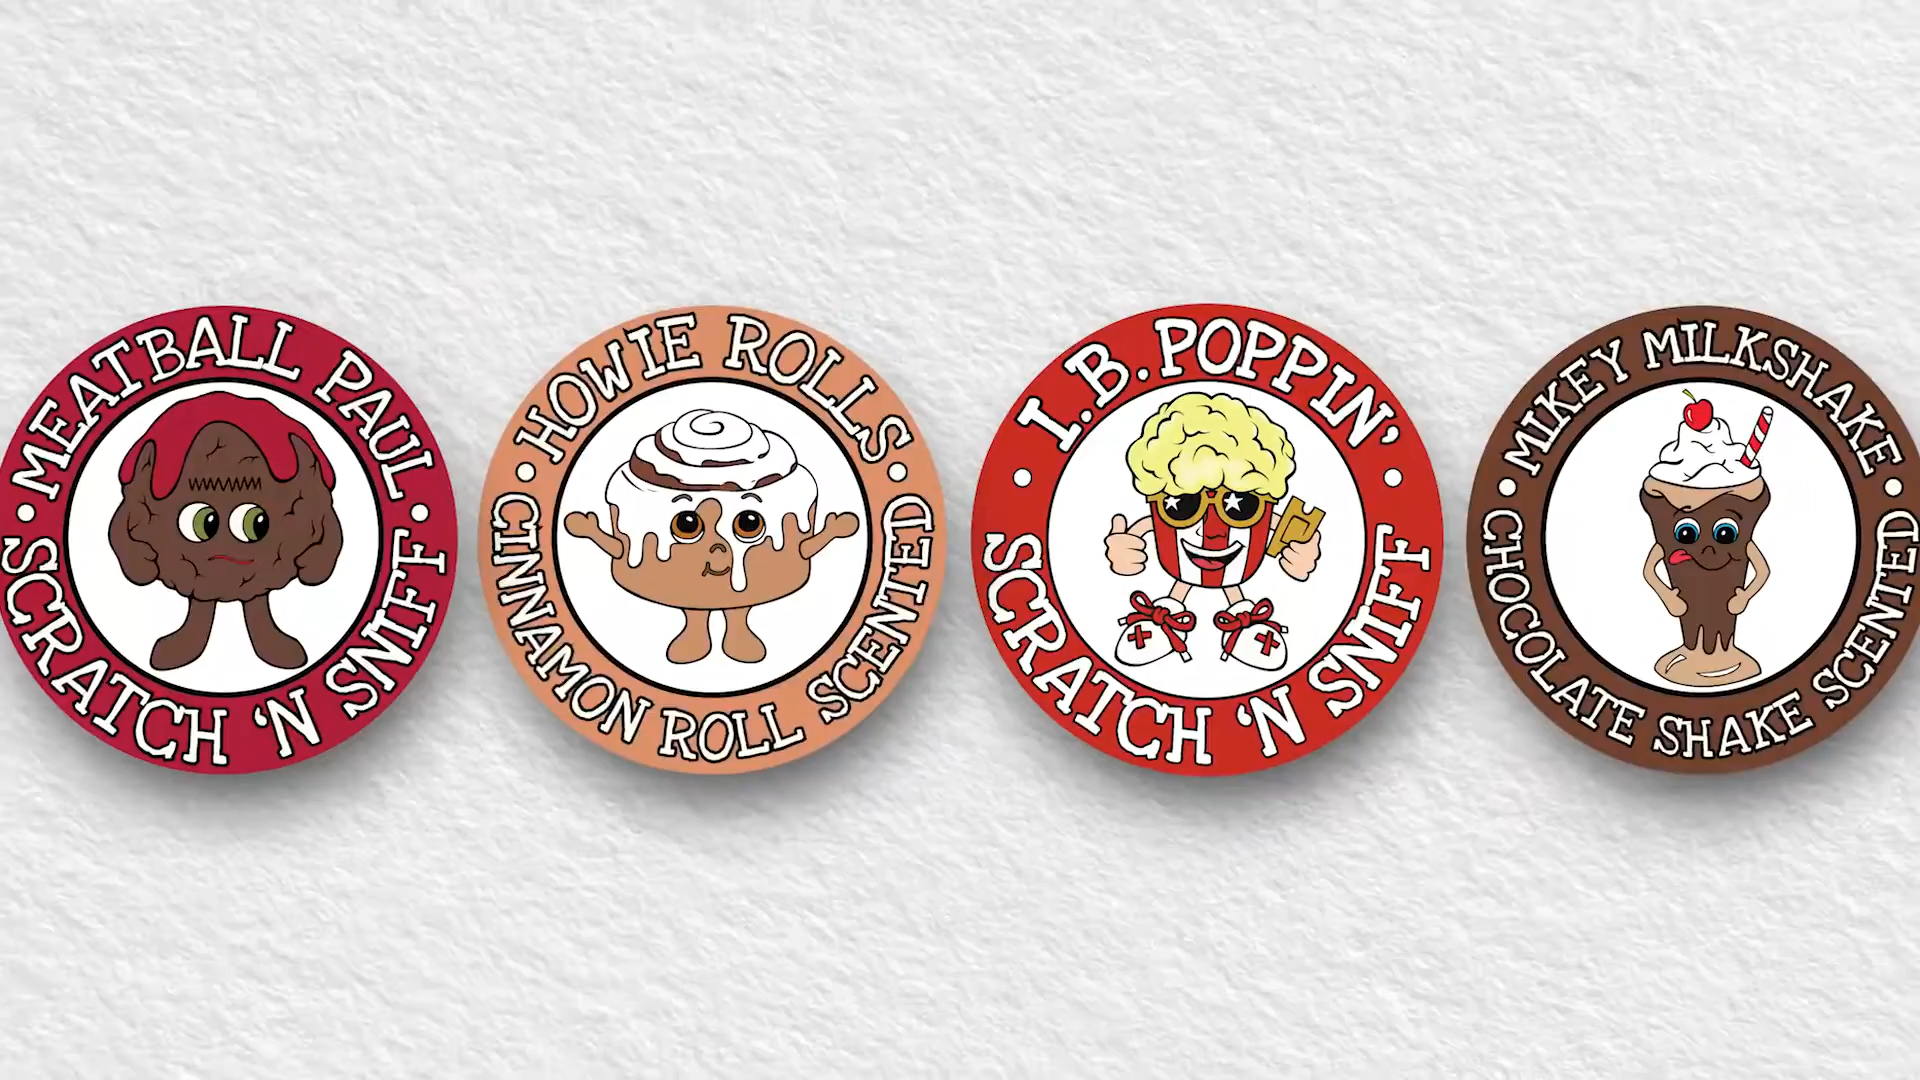 • MEATBALL PAUL •
SCRATCH 'N SNIFF
• HOWIE ROLLS •
CINNAMON ROLL SCENTED
• I.B. POPPIN' •
SCRATCH 'N SNIFF
• MIKEY MILKSHAKE •
CHOCOLATE SHAKE SCENTED